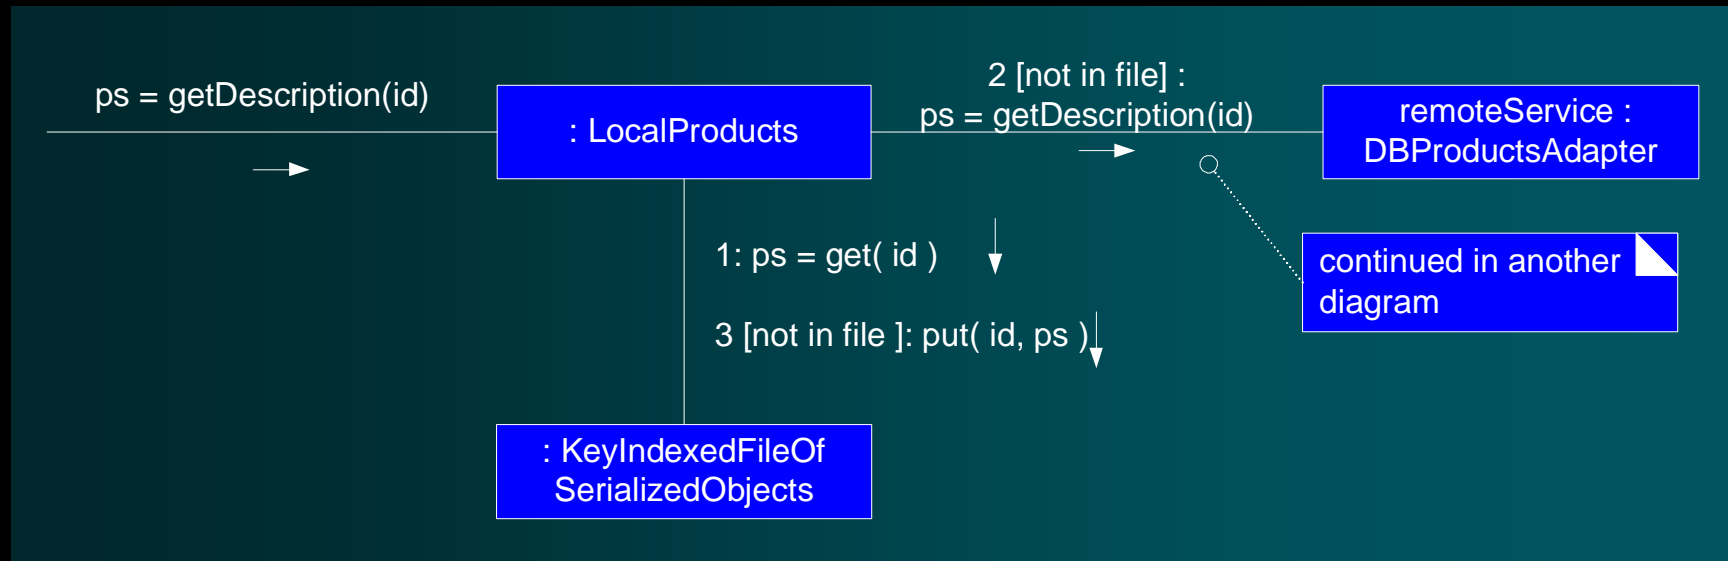 ps = getDescription(id)
: LocalProducts
2 [not in file] :
ps = getDescription(id)
remoteService :
DBProductsAdapter
1: ps = get( id )
3 [not in file ]: put( id, ps )
continued in another
diagram
: KeyIndexedFileOf
SerializedObjects